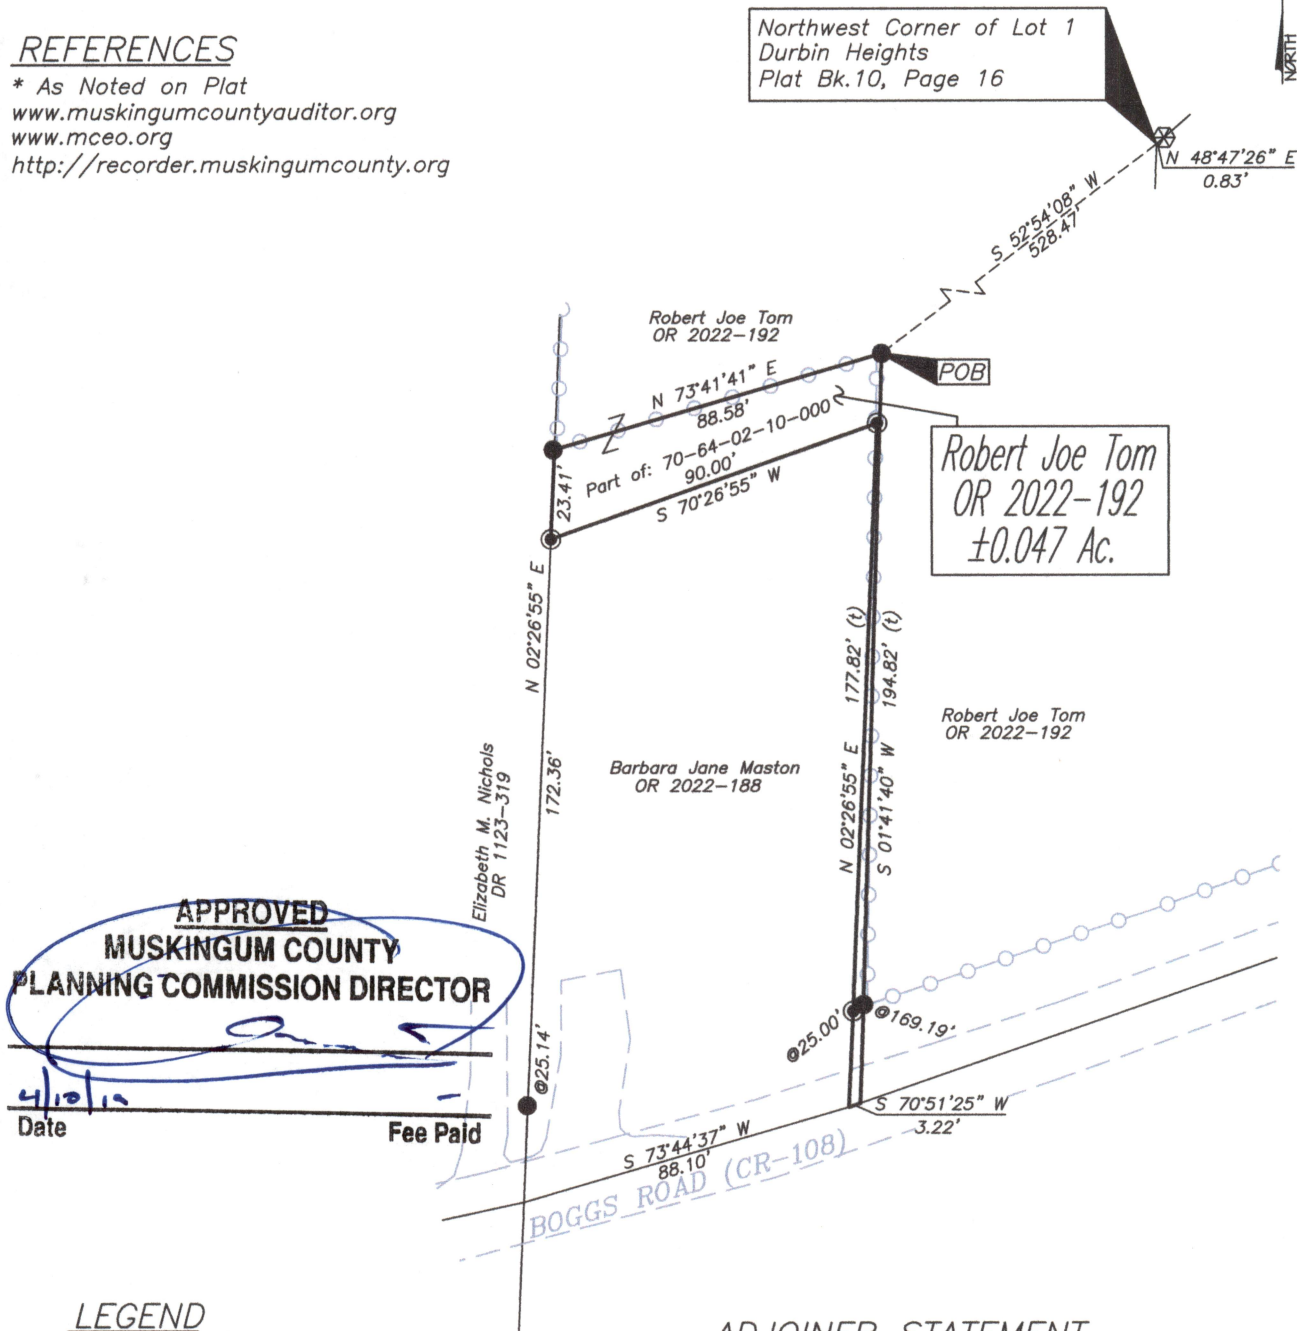 REFERENCES
* As Noted on Plat
www.muskingumcountyauditor.org
www.mceo.org
http://recorder.muskingumcounty.org
Northwest Corner of Lot 1
Durbin Heights
Plat Bk.10, Page 16
NORTH
N 48°47'26" E
0.83'
S 52°54'08" W
528.47'
Robert Joe Tom
OR 2022-192
POB
N 73°41'41" E
88.58'
Part of: 70-64-02-10-000
90.00'
S 70°26'55" W
23.41'
Robert Joe Tom
OR 2022-192
±0.047 Ac.
N 02°26'55" E
172.36'
N 02°26'55" E 177.82' (t)
S 01°41'40" W 194.82' (t)
Robert Joe Tom
OR 2022-192
Barbara Jane Maston
OR 2022-188
Elizabeth M. Nichols
DR 1123-319
APPROVED
MUSKINGUM COUNTY
PLANNING COMMISSION DIRECTOR
4/10/19
Date
Fee Paid
@25.14'
@25.00'
@169.19'
S 70°51'25" W
3.22'
S 73°44'37" W
88.10'
BOGGS ROAD (CR-108)
LEGEND
ADJOINER STATEMENT